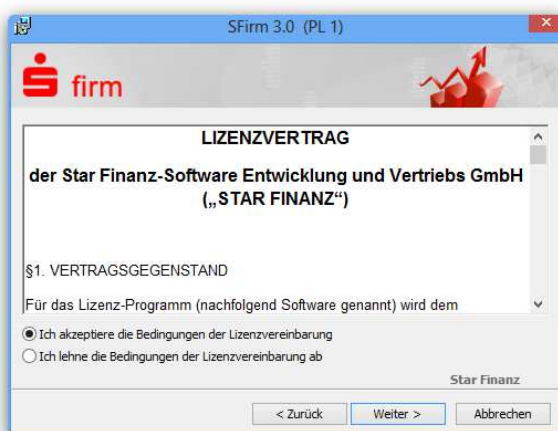 SFirm 3.0 (PL 1)
firm
LIZENZVERTRAG
der Star Finanz-Software Entwicklung und Vertriebs GmbH
(„STAR FINANZ“)
§1. VERTRAGSGEGENSTAND
Für das Lizenz-Programm (nachfolgend Software genannt) wird dem
Ich akzeptiere die Bedingungen der Lizenzvereinbarung
Ich lehne die Bedingungen der Lizenzvereinbarung ab
Star Finanz
< Zurück Weiter > Abbrechen